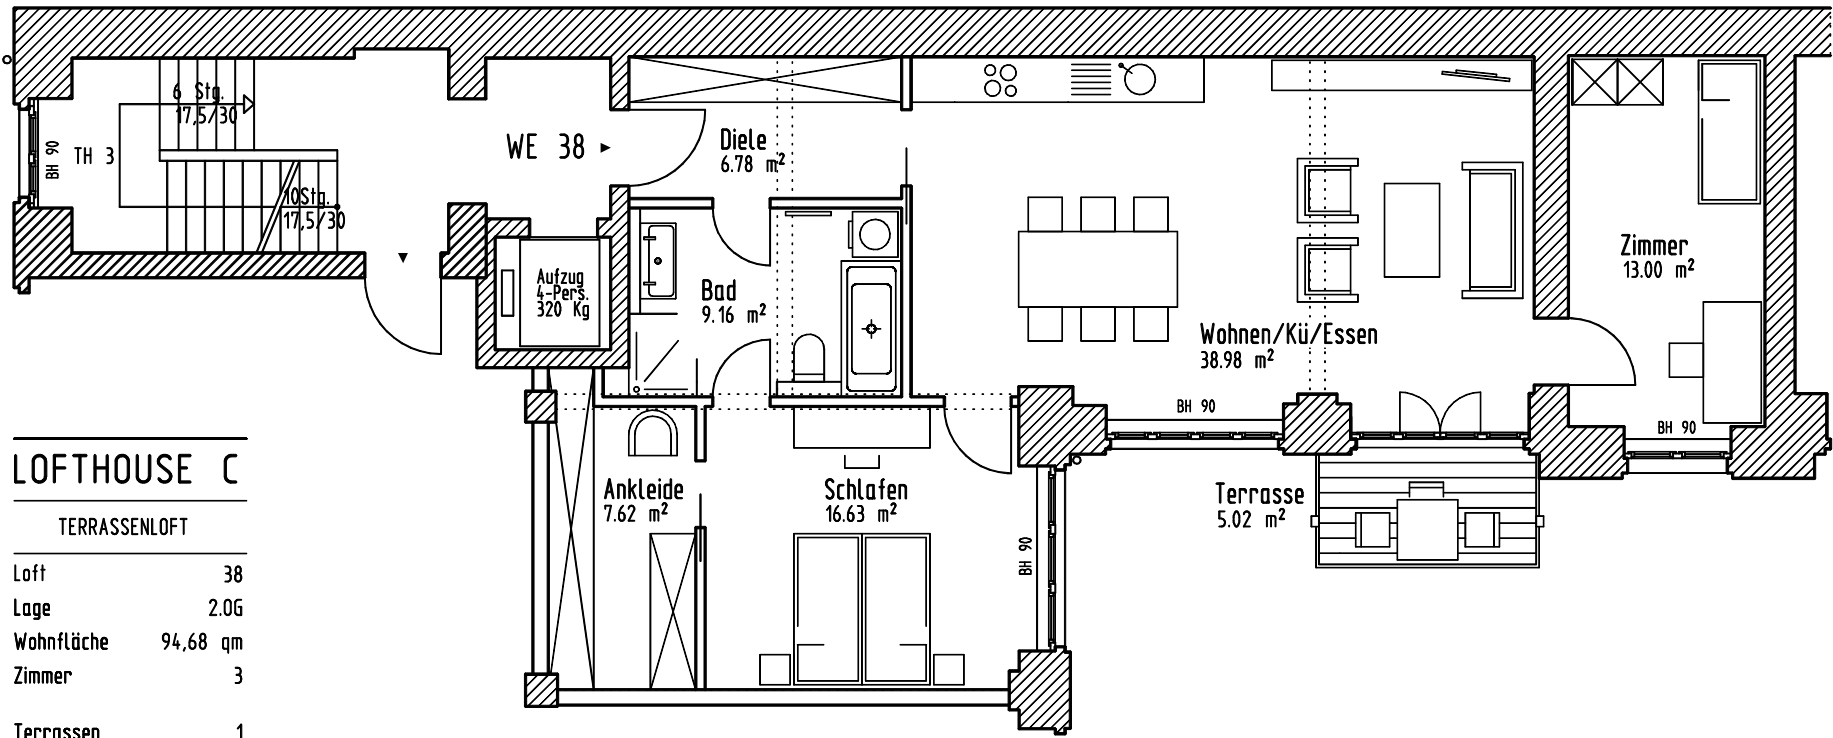 6 Stg.
17,5/30
BH 90
TH 3
10Stg.
17,5/30
WE 38
Diele
6.78 m²
Aufzug
4-Pers.
320 Kg
Bad
9.16 m²
Wohnen/Kü/Essen
38.98 m²
Zimmer
13.00 m²
BH 90
BH 90
Ankleide
7.62 m²
Schlafen
16.63 m²
BH 90
Terrasse
5.02 m²
LOFTHOUSE C
TERRASSENLOFT
Loft 38
Lage 2.OG
Wohnfläche 94,68 qm
Zimmer 3
Terrassen 1